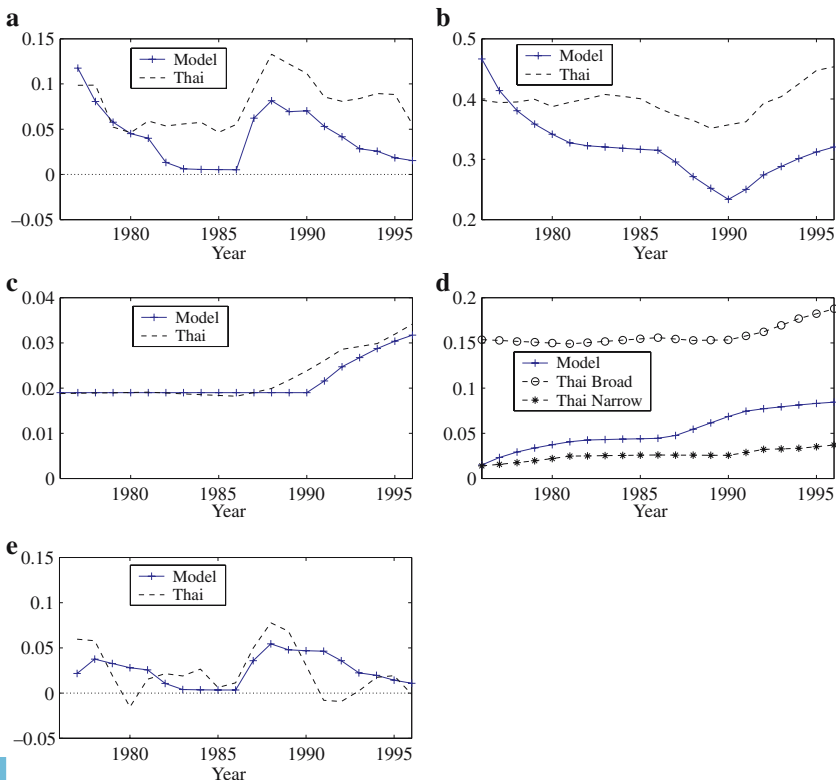 a
0.15
0.1
0.05
0
−0.05
Model
Thai
1980
1985
1990
1995
Year
b
0.5
0.4
0.3
0.2
Model
Thai
1980
1985
1990
1995
Year
c
0.04
0.03
0.02
0.01
0
Model
Thai
1980
1985
1990
1995
Year
d
0.2
0.15
0.1
0.05
0
Model
Thai Broad
Thai Narrow
1980
1985
1990
1995
Year
e
0.15
0.1
0.05
0
−0.05
Model
Thai
1980
1985
1990
1995
Year